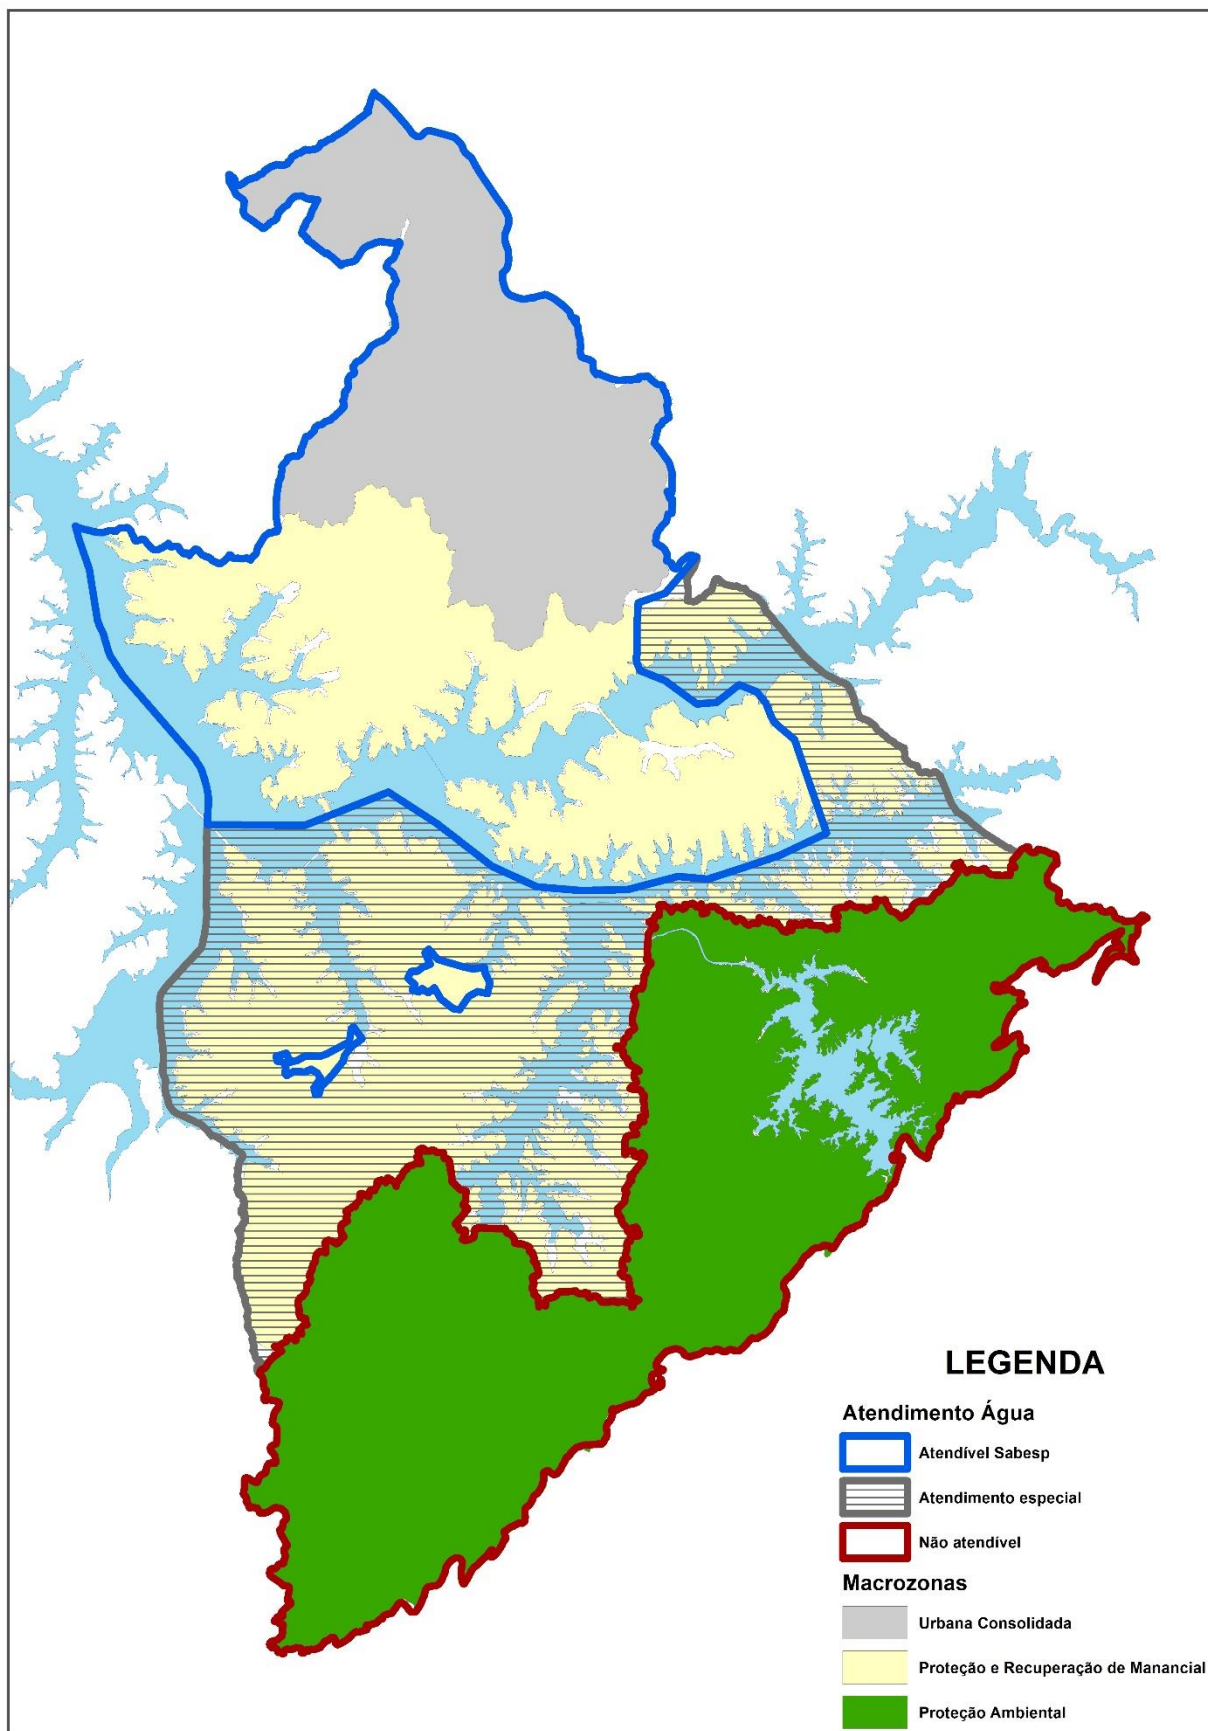 LEGENDA
Atendimento Água
Atendível Sabesp
Atendimento especial
Não atendível
Macrozonas
Urbana Consolidada
Proteção e Recuperação de Manancial
Proteção Ambiental